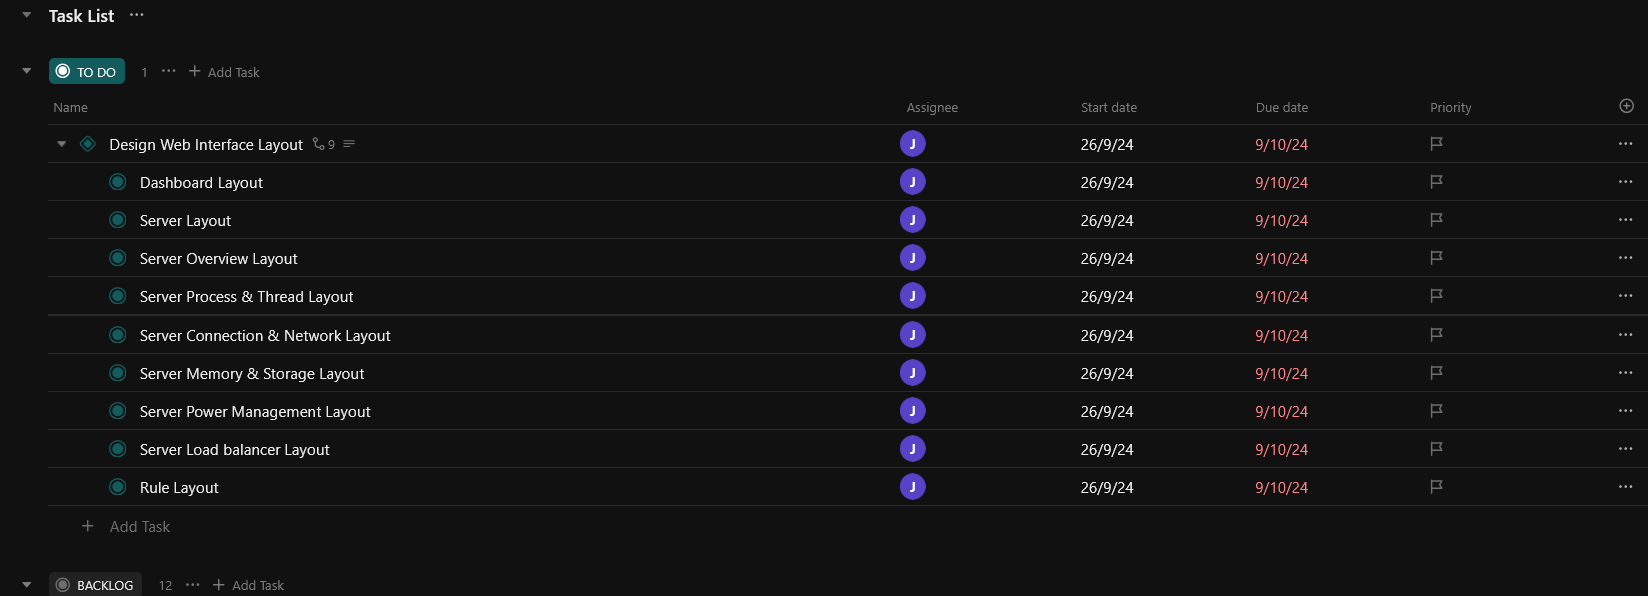 Task List
TO DO 1 Add Task
Name Assignee Start date Due date Priority
Design Web Interface Layout 9 J 26/9/24 9/10/24
Dashboard Layout J 26/9/24 9/10/24
Server Layout J 26/9/24 9/10/24
Server Overview Layout J 26/9/24 9/10/24
Server Process & Thread Layout J 26/9/24 9/10/24
Server Connection & Network Layout J 26/9/24 9/10/24
Server Memory & Storage Layout J 26/9/24 9/10/24
Server Power Management Layout J 26/9/24 9/10/24
Server Load balancer Layout J 26/9/24 9/10/24
Rule Layout J 26/9/24 9/10/24
Add Task
BACKLOG 12 Add Task